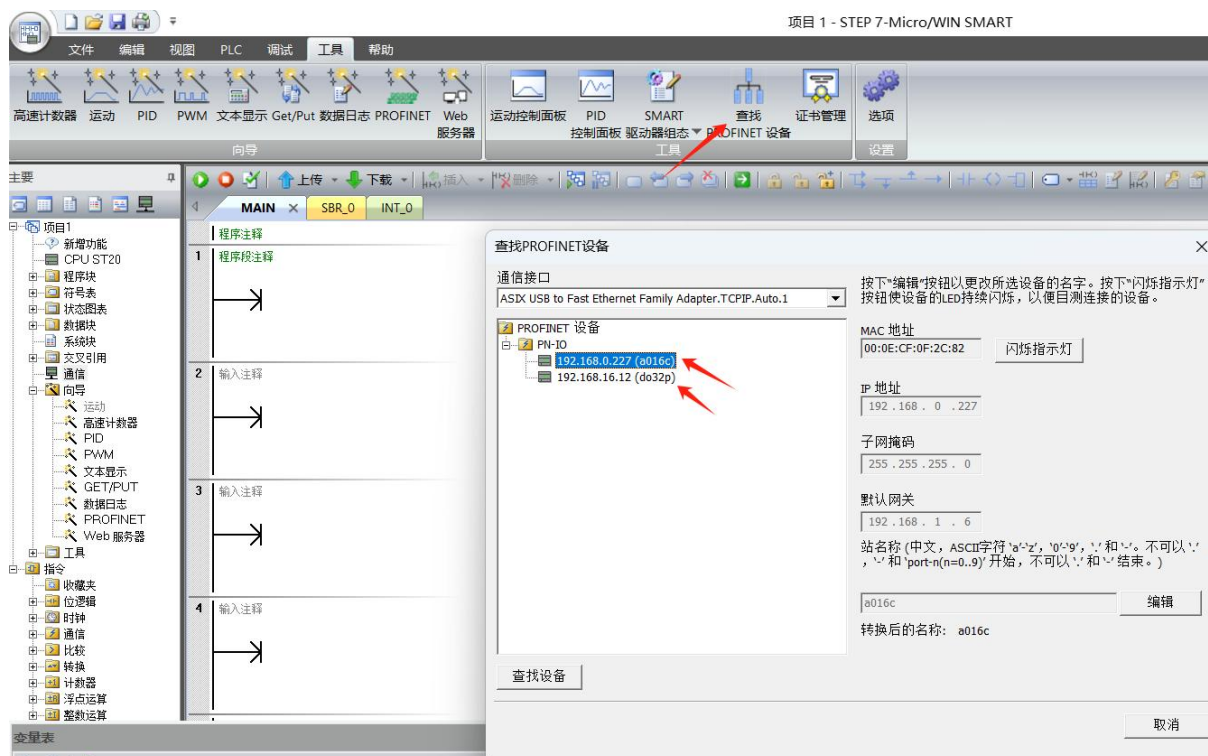 项目 1 - STEP 7-Micro/WIN SMART
文件 编辑 视图 PLC 调试 工具 帮助
高速计数器 运动 PID PWM 文本显示 Get/Put 数据日志 PROFINET Web 服务器
运动控制面板 PID 控制面板 SMART 驱动器组态 查找 PROFINET 设备 证书管理 选项
向导 工具 设置
主要
上传 下载 插入 删除
MAIN SBR_0 INT_0
项目1
新增功能
CPU ST20
程序块
符号表
状态图表
数据块
系统块
交叉引用
通信
向导
运动
高速计数器
PID
PWM
文本显示
GET/PUT
数据日志
PROFINET
Web 服务器
工具
指令
收藏夹
位逻辑
时钟
通信
比较
转换
计数器
浮点运算
整数运算
变量表
程序注释
1 程序段注释
2 输入注释
3 输入注释
4 输入注释
查找PROFINET设备
通信接口
ASIX USB to Fast Ethernet Family Adapter.TCPIP.Auto.1
PROFINET 设备
PN-IO
192.168.0.227 (a016c)
192.168.16.12 (do32p)
查找设备
按下"编辑"按钮以更改所选设备的名字。按下"闪烁指示灯"
按钮使设备的LED持续闪烁，以便目测连接的设备。
MAC 地址
00:0E:CF:0F:2C:82 闪烁指示灯
IP 地址
192 . 168 . 0 . 227
子网掩码
255 . 255 . 255 . 0
默认网关
192 . 168 . 1 . 6
站名称 (中文，ASCII字符 'a'-'z'，'0'-'9'，'.' 和 '-'。不可以 '.'
，'-' 和 'port-n(n=0..9)' 开始，不可以 '.' 和 '-' 结束。)
a016c 编辑
转换后的名称: a016c
取消